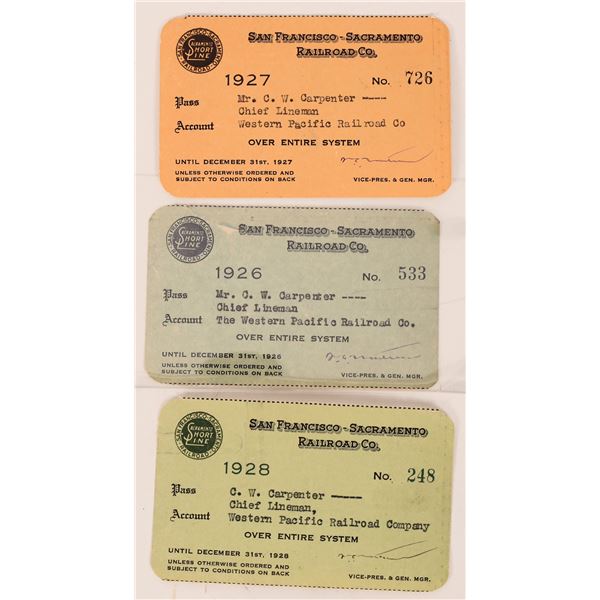 SAN FRANCISCO-SACRAMENTO RAILROAD CO.
SACRAMENTO
SHORT
LINE
SAN FRANCISCO - SACRAMENTO
RAILROAD CO.
1927 No. 726
Pass Mr. C. W. Carpenter ----
Chief Lineman
Account Western Pacific Railroad Co
OVER ENTIRE SYSTEM
UNTIL DECEMBER 31ST, 1927
UNLESS OTHERWISE ORDERED AND
SUBJECT TO CONDITIONS ON BACK
VICE-PRES. & GEN. MGR.
SAN FRANCISCO-SACRAMENTO RAILROAD CO.
SACRAMENTO
SHORT
LINE
SAN FRANCISCO - SACRAMENTO
RAILROAD CO.
1926 No. 533
Pass Mr. C. W. Carpenter ----
Chief Lineman
Account The Western Pacific Railroad Co.
OVER ENTIRE SYSTEM
UNTIL DECEMBER 31ST, 1926
UNLESS OTHERWISE ORDERED AND
SUBJECT TO CONDITIONS ON BACK
VICE-PRES. & GEN. MGR.
SAN FRANCISCO-SACRAMENTO RAILROAD CO.
SACRAMENTO
SHORT
LINE
SAN FRANCISCO - SACRAMENTO
RAILROAD CO.
1928 No. 248
Pass C. W. Carpenter -----
Chief Lineman,
Account Western Pacific Railroad Company
OVER ENTIRE SYSTEM
UNTIL DECEMBER 31ST, 1928
UNLESS OTHERWISE ORDERED AND
SUBJECT TO CONDITIONS ON BACK
VICE-PRES. & GEN. MGR.